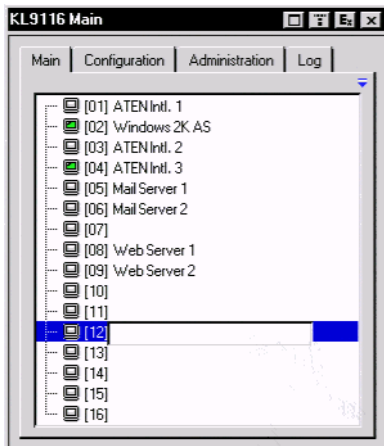 KL9116 Main
Main Configuration Administration Log
[01] ATEN Intl. 1
[02] Windows 2K AS
[03] ATEN Intl. 2
[04] ATEN Intl. 3
[05] Mail Server 1
[06] Mail Server 2
[07]
[08] Web Server 1
[09] Web Server 2
[10]
[11]
[12]
[13]
[14]
[15]
[16]